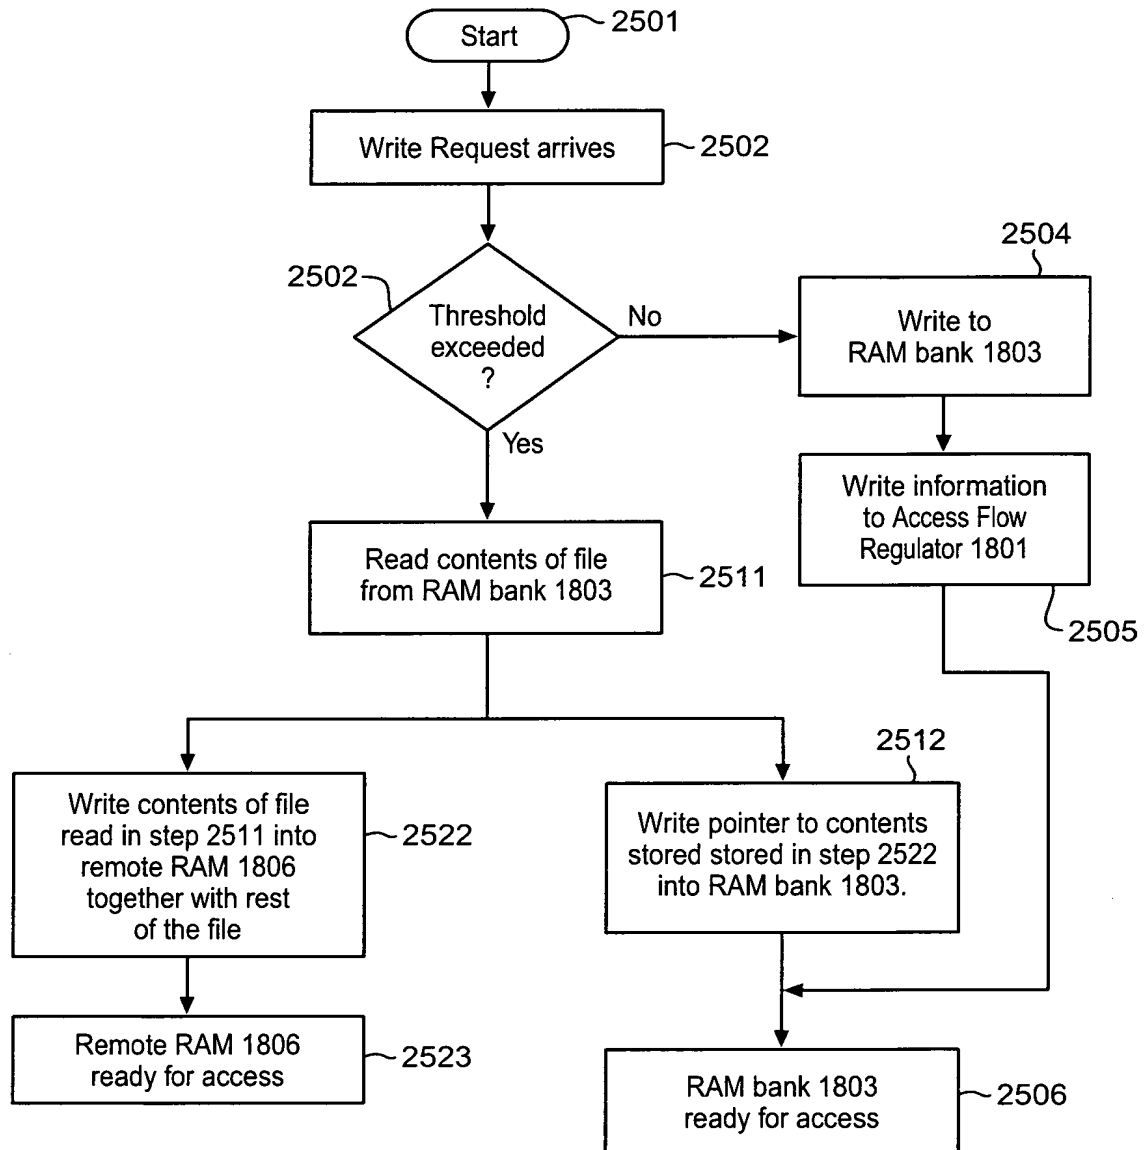 Start
2501
Write Request arrives
2502
2502
Threshold
exceeded
?
No
Yes
2504
Write to
RAM bank 1803
Write information
to Access Flow
Regulator 1801
2505
Read contents of file
from RAM bank 1803
2511
Write contents of file
read in step 2511 into
remote RAM 1806
together with rest
of the file
2522
2512
Write pointer to contents
stored stored in step 2522
into RAM bank 1803.
Remote RAM 1806
ready for access
2523
RAM bank 1803
ready for access
2506